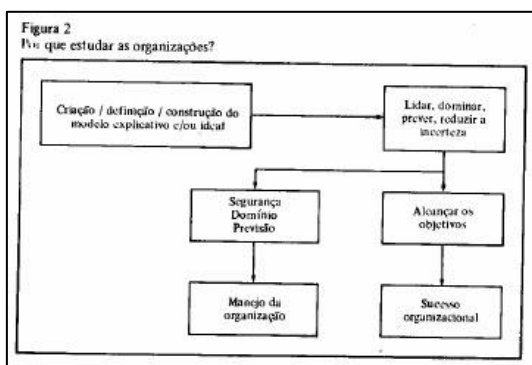 Figura 2
Por que estudar as organizações?
Criação / definição / construção do
modelo explicativo e/ou ideal
Lidar, dominar,
prever, reduzir a
incerteza
Segurança
Domínio
Previsão
Alcançar os
objetivos
Manejo da
organização
Sucesso
organizacional